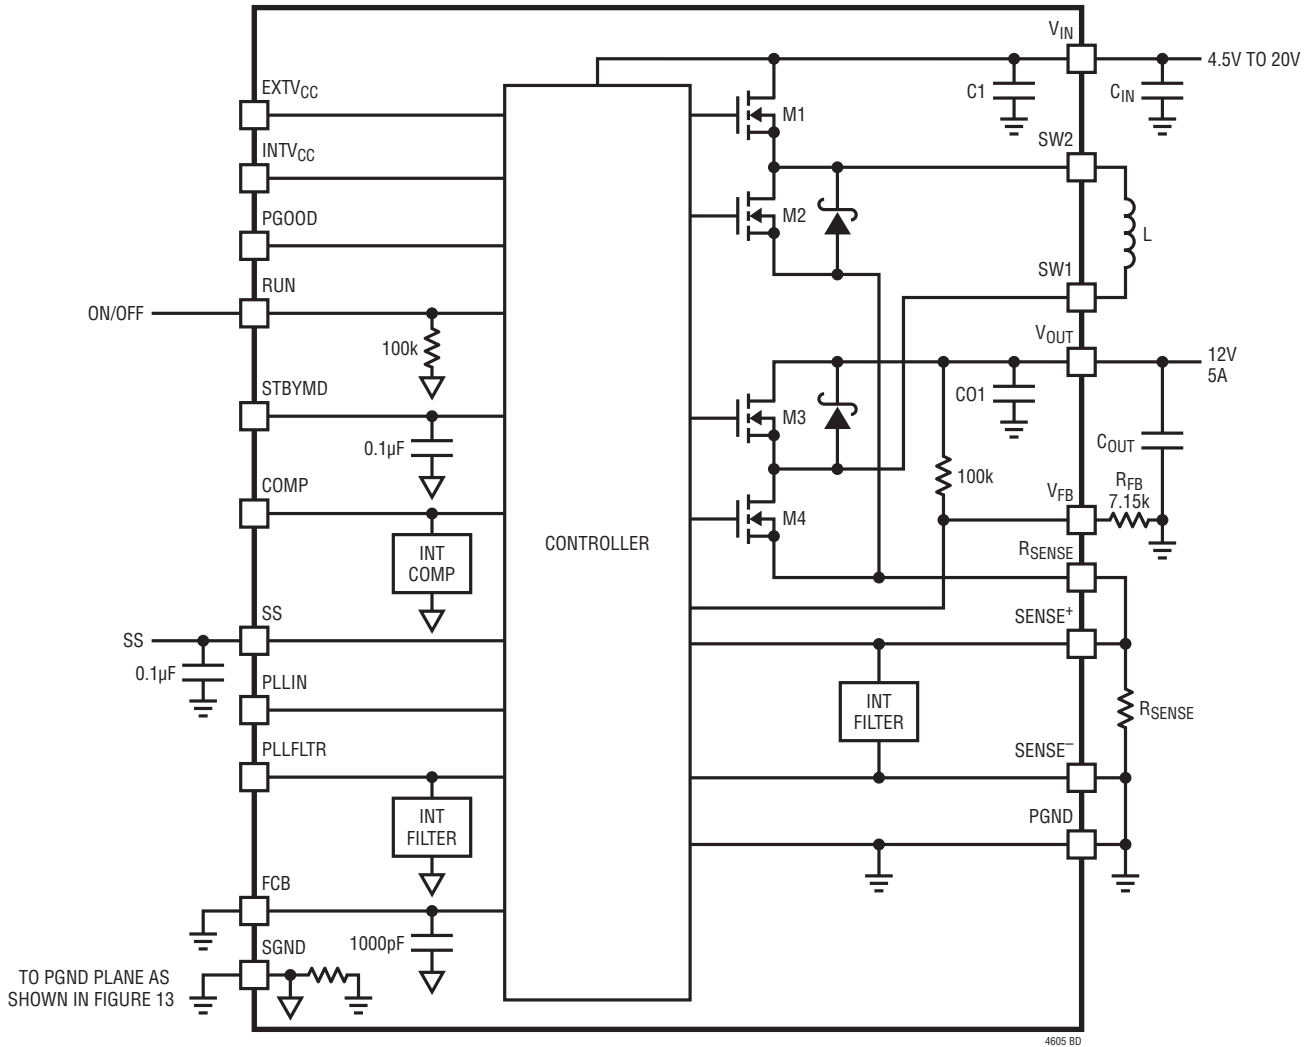 EXTVCC
INTVCC
PGOOD
RUN
ON/OFF
100k
STBYMD
0.1µF
COMP
INT
COMP
SS
SS
0.1µF
PLLIN
PLLFLTR
INT
FILTER
FCB
1000pF
SGND
TO PGND PLANE AS
SHOWN IN FIGURE 13
CONTROLLER
M1
M2
M3
M4
VIN
4.5V TO 20V
C1
CIN
SW2
L
SW1
VOUT
12V
5A
CO1
COUT
100k
VFB
RFB
7.15k
RSENSE
SENSE+
INT
FILTER
RSENSE
SENSE–
PGND
4605 BD